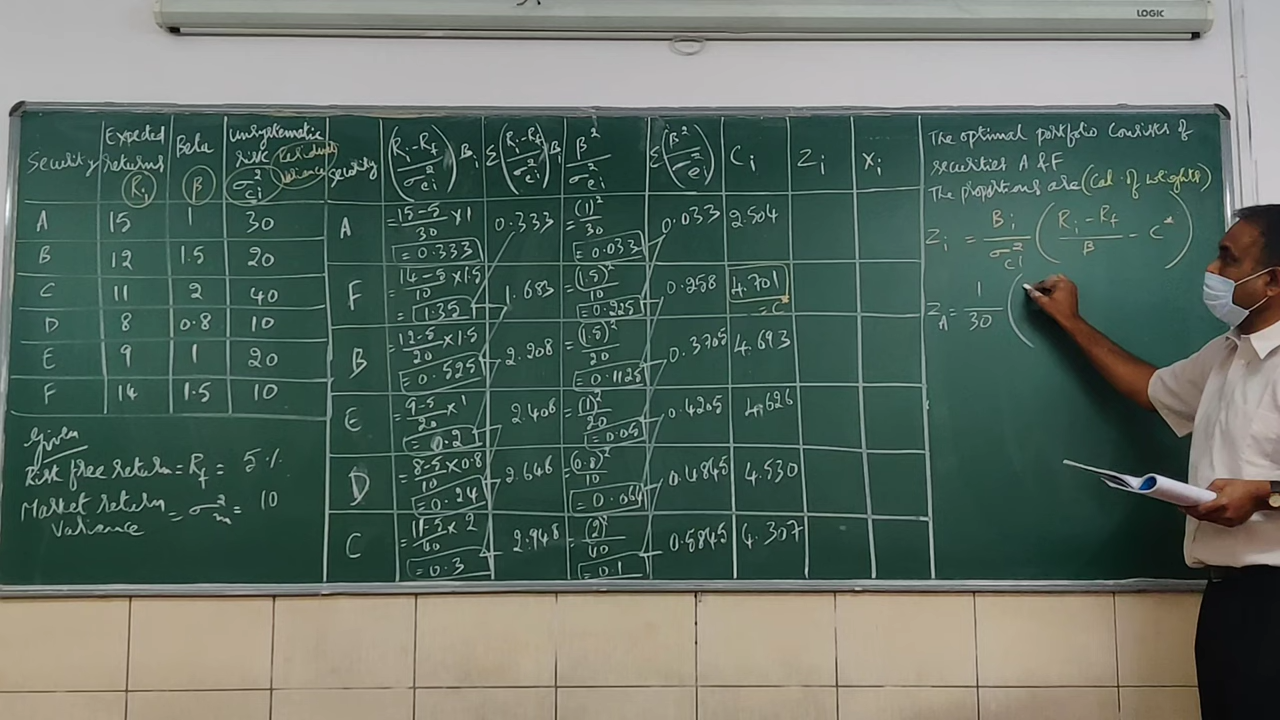 LOGIC
Security | Expected returns (Ri) | Beta (β) | unsystematic risk σ²ei (Residual Variance)
A | 15 | 1 | 30
B | 12 | 1.5 | 20
C | 11 | 2 | 40
D | 8 | 0.8 | 10
E | 9 | 1 | 20
F | 14 | 1.5 | 10
Given
Risk free return = Rf = 5%
Market return Variance = σ²m = 10
Security | (Ri-Rf/σ²ei) Bi | Σ(Ri-Rf/σ²ei) Bi | β²/σ²ei | Σ(β²/σ²ei) | Ci | Zi | Xi
A | = 15-5/30 × 1 = 0.333 | 0.333 | = (1)²/30 = 0.033 | 0.033 | 2.504
F | = 14-5/10 × 1.5 = 1.35 | 1.683 | = (1.5)²/10 = 0.225 | 0.258 | 4.701 = C*
B | = 12-5/20 × 1.5 = 0.525 | 2.208 | = (1.5)²/20 = 0.1125 | 0.3705 | 4.693
E | = 9-5/20 × 1 = 0.2 | 2.408 | = (1)²/20 = 0.05 | 0.4205 | 4.626
D | = 8-5/10 × 0.8 = 0.24 | 2.648 | = (0.8)²/10 = 0.064 | 0.4845 | 4.530
C | = 11-5/40 × 2 = 0.3 | 2.948 | = (2)²/40 = 0.1 | 0.5845 | 4.307
The optimal portfolio consists of
securities A & F
The proportions are (Cal. of weights)
Zi = Bi/σ²ei (Ri-Rf/β - C*)
ZA = 1/30 (